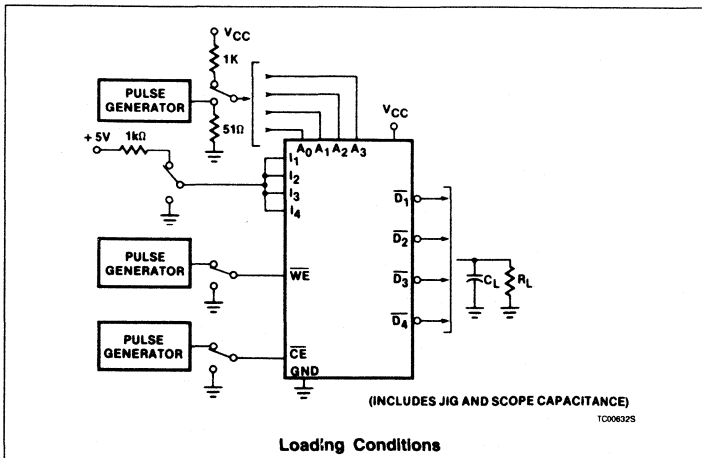 VCC
1K
PULSE
GENERATOR
VCC
+ 5V
1kΩ
51Ω
A0 A1 A2 A3
I1
I2
I3
I4
D1
D2
D3
D4
CL
RL
PULSE
GENERATOR
WE
PULSE
GENERATOR
CE
GND
(INCLUDES JIG AND SCOPE CAPACITANCE)
TC00632S
Loading Conditions